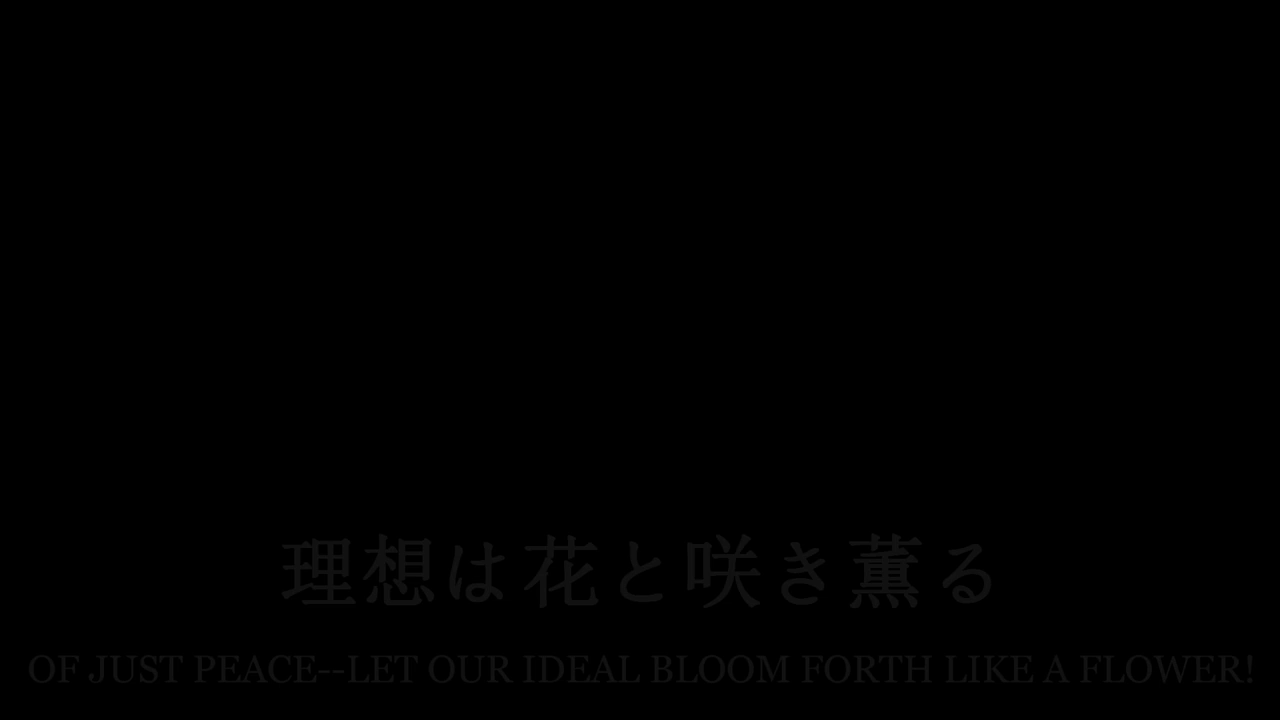 理想は花と咲き薫る
OF JUST PEACE--LET OUR IDEAL BLOOM FORTH LIKE A FLOWER!